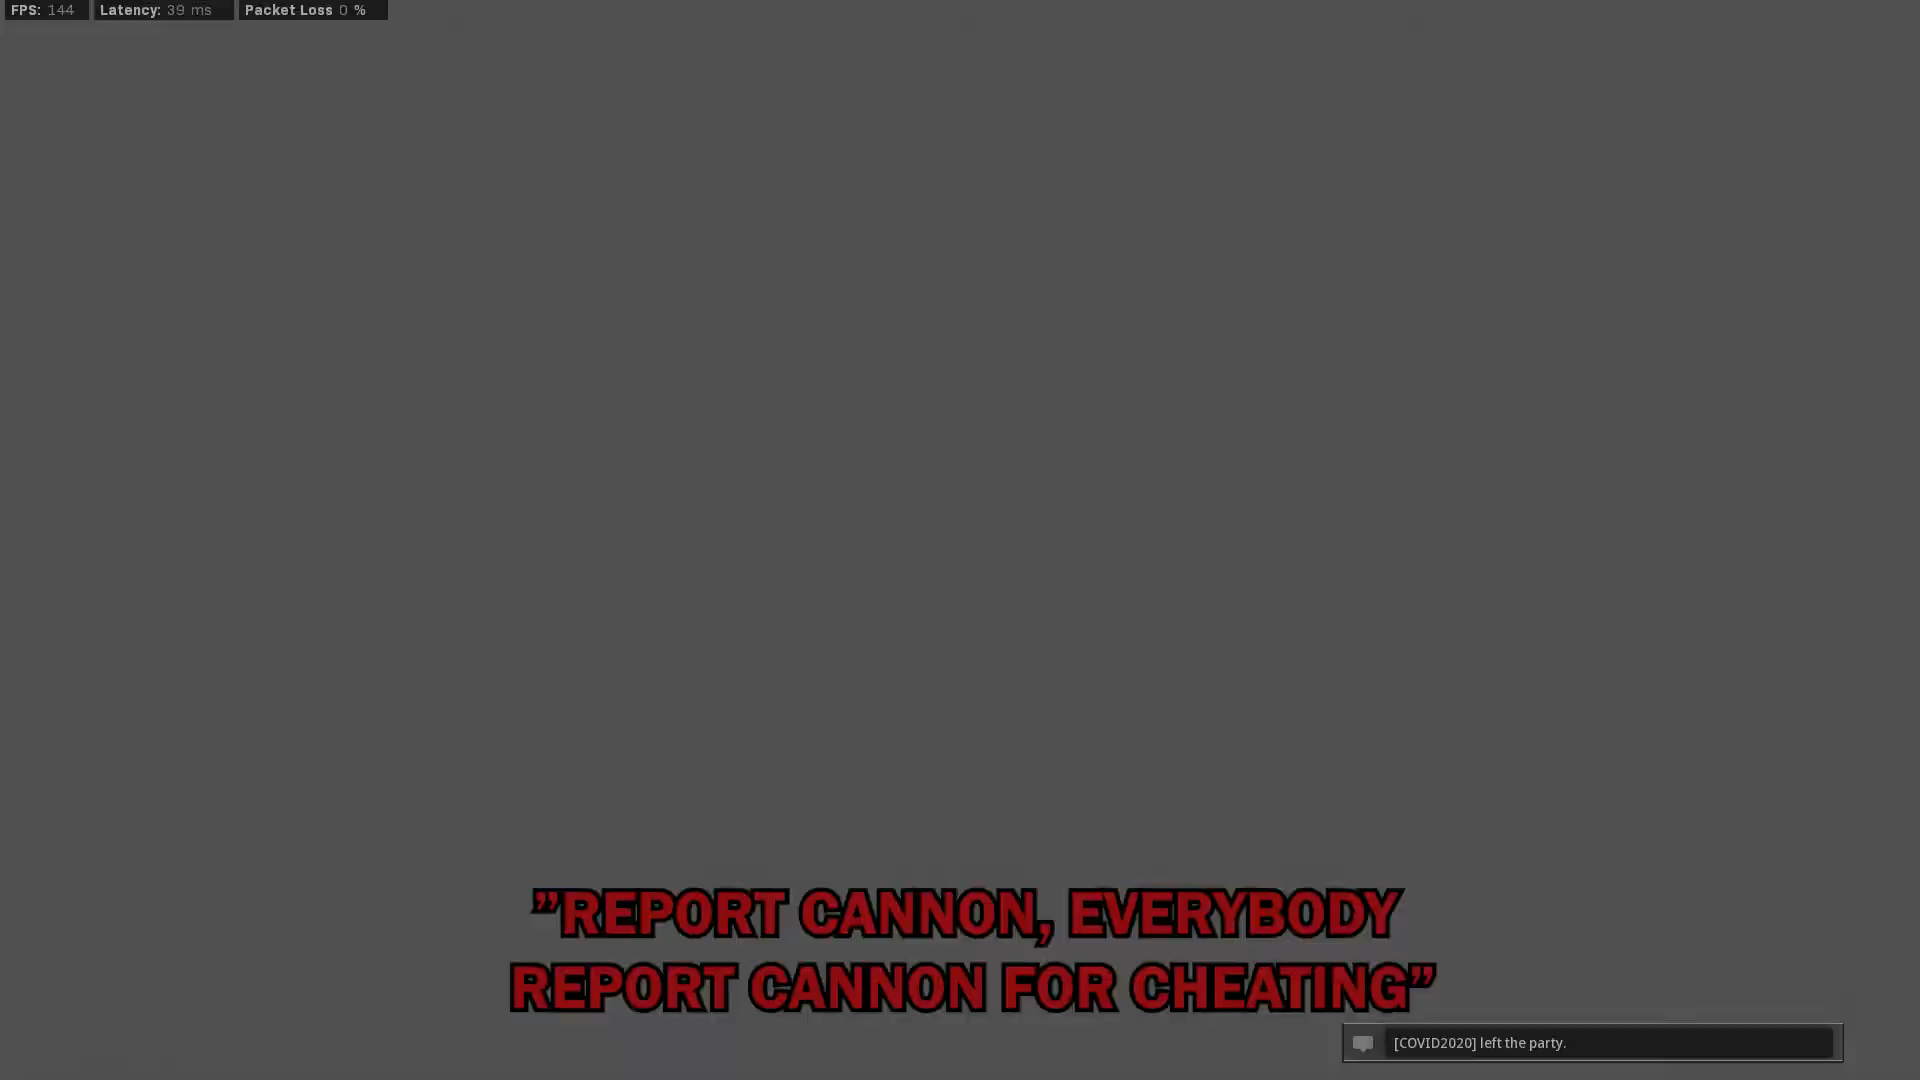 FPS: 144 Latency: 39 ms Packet Loss 0 %
”REPORT CANNON, EVERYBODY
REPORT CANNON FOR CHEATING”
[COVID2020] left the party.